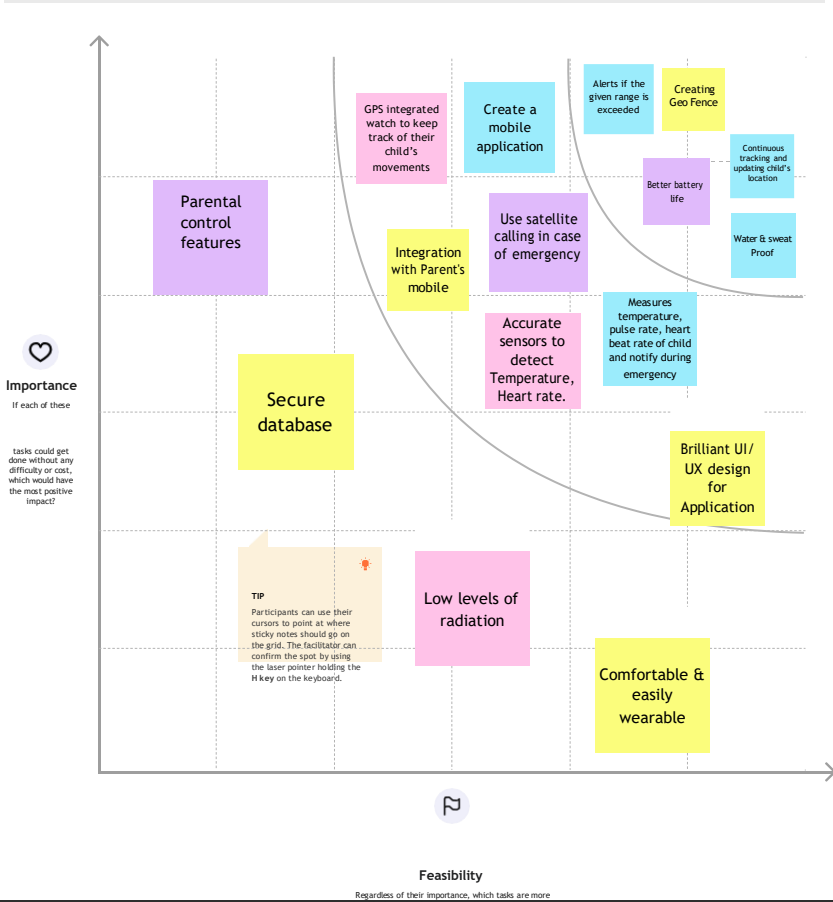 Alerts if the
given range is
exceeded
Creating
Geo Fence
GPS integrated
watch to keep
track of their
child's
movements
Create a
mobile
application
Continuous
tracking and
updating child's
location
Better battery
life
Parental
control
features
Use satellite
calling in case
of emergency
Water & sweat
Proof
Integration
with Parent's
mobile
Measures
temperature,
pulse rate, heart
beat rate of child
and notify during
emergency
Accurate
sensors to
detect
Temperature,
Heart rate.
Importance
If each of these
tasks could get
done without any
difficulty or cost,
which would have
the most positive
impact?
Secure
database
Brilliant UI/
UX design
for
Application
TIP
Participants can use their
cursors to point at where
sticky notes should go on
the grid. The facilitator can
confirm the spot by using
the laser pointer holding the
H key on the keyboard.
Low levels of
radiation
Comfortable &
easily
wearable
Feasibility
Regardless of their importance, which tasks are more